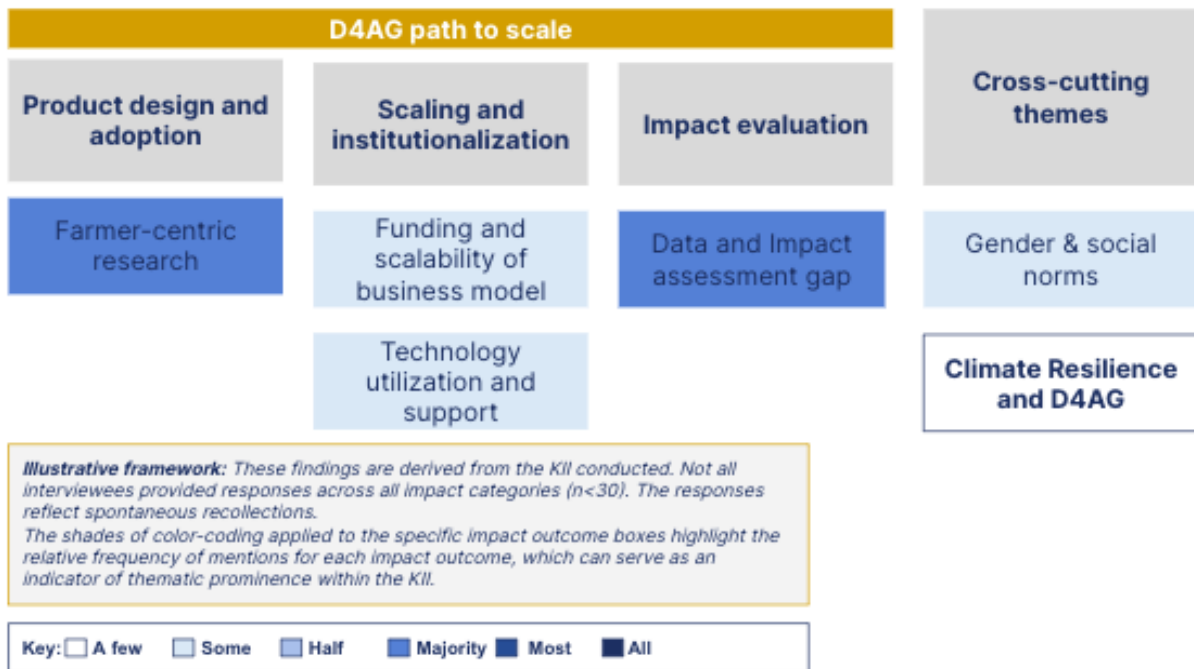 D4AG path to scale
Cross-cutting
themes
Product design and
adoption
Scaling and
institutionalization
Impact evaluation
Farmer-centric
research
Funding and
scalability of
business model
Data and Impact
assessment gap
Gender & social
norms
Technology
utilization and
support
Climate Resilience
and D4AG
Illustrative framework: These findings are derived from the KII conducted. Not all
interviewees provided responses across all impact categories (n<30). The responses
reflect spontaneous recollections.
The shades of color-coding applied to the specific impact outcome boxes highlight the
relative frequency of mentions for each impact outcome, which can serve as an
indicator of thematic prominence within the KII.
Key: A few Some Half Majority Most All